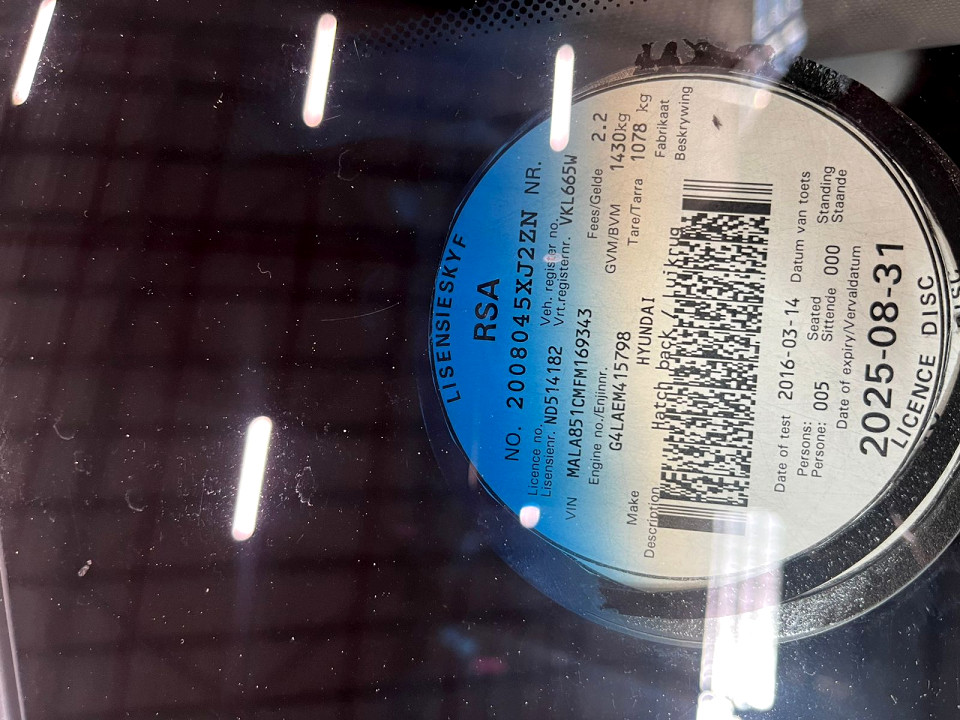 LISENSIESKYF
RSA
NO. 2008045XJ2ZN NR.
Licence no. Veh. register no.
Lisensienr. ND514182 Vrt.registernr. VKL665W
VIN MALA851CMFM169343 Fees/Gelde 2.2
Engine no./Enjinnr. GVM/BVM 1430kg
G4LAEM415798 Tare/Tarra 1078 kg
Make HYUNDAI Fabrikaat
Description Hatch back / Luikrug Beskrywing
Date of test 2016-03-14 Datum van toets
Persons: Seated Standing
Persone: 005 Sittende 000 Staande
Date of expiry/Vervaldatum
2025-08-31
LICENCE DISC